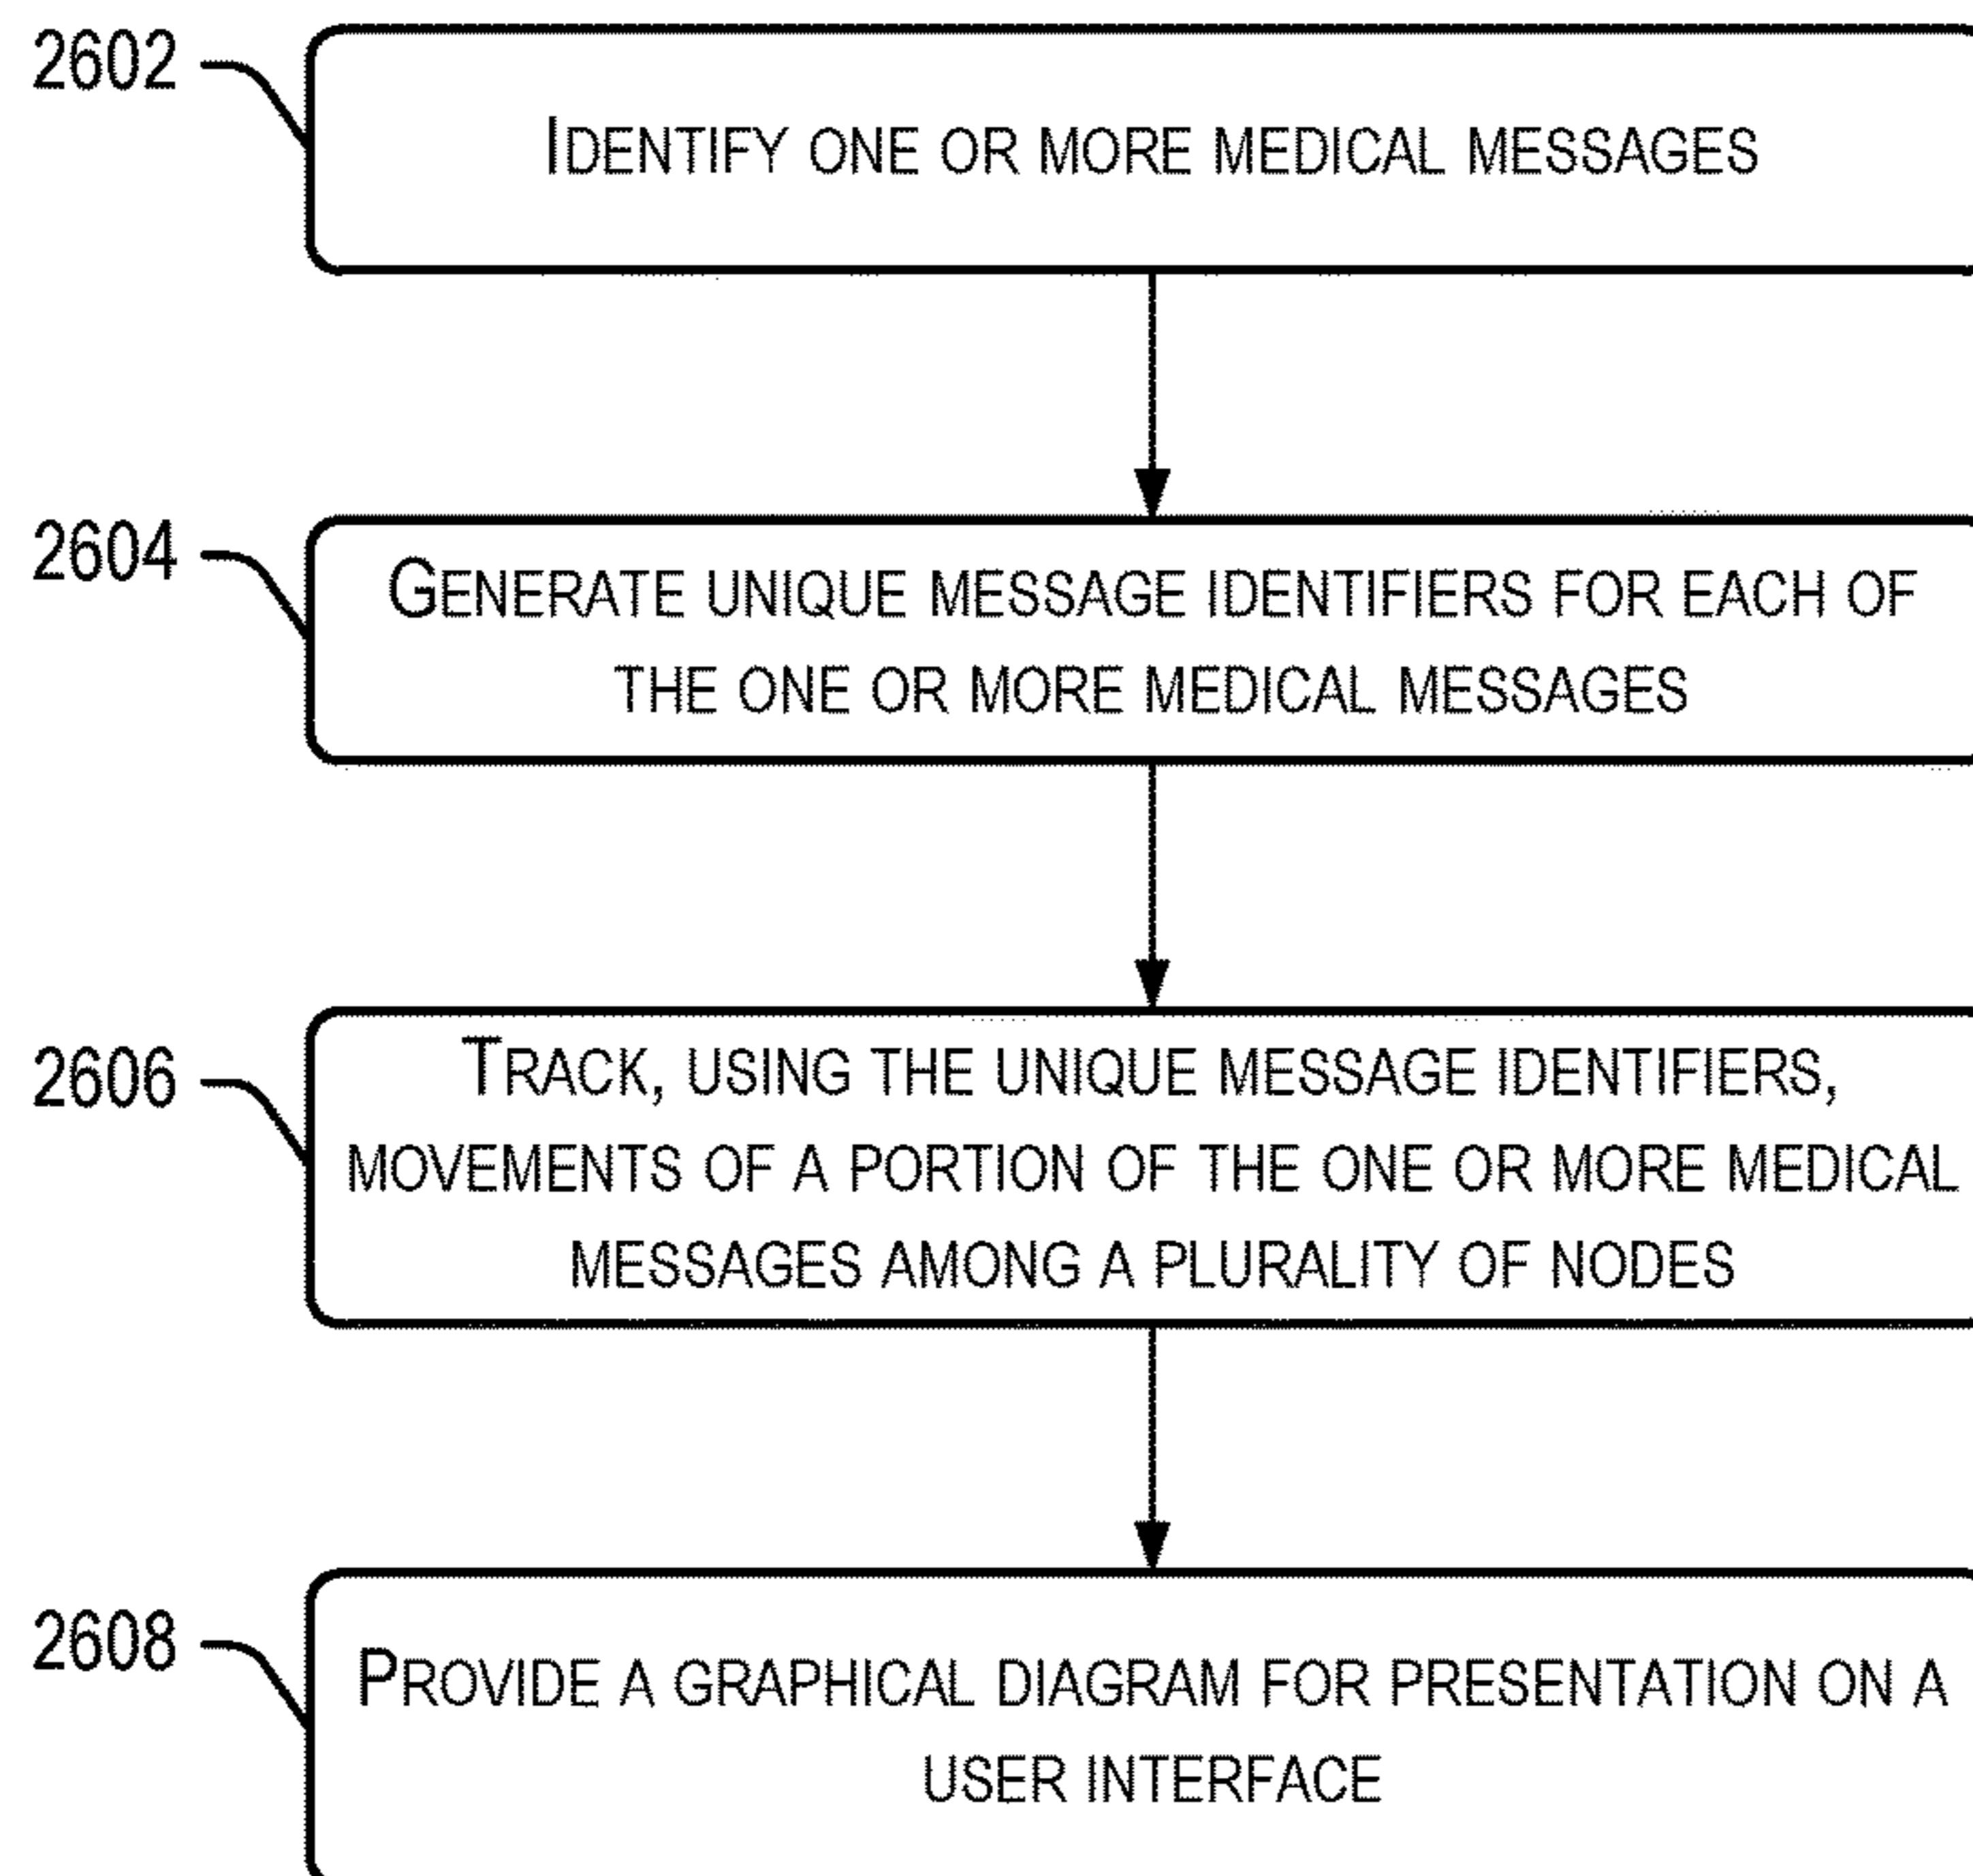 2602
IDENTIFY ONE OR MORE MEDICAL MESSAGES
2604
GENERATE UNIQUE MESSAGE IDENTIFIERS FOR EACH OF
THE ONE OR MORE MEDICAL MESSAGES
2606
TRACK, USING THE UNIQUE MESSAGE IDENTIFIERS,
MOVEMENTS OF A PORTION OF THE ONE OR MORE MEDICAL
MESSAGES AMONG A PLURALITY OF NODES
2608
PROVIDE A GRAPHICAL DIAGRAM FOR PRESENTATION ON A
USER INTERFACE